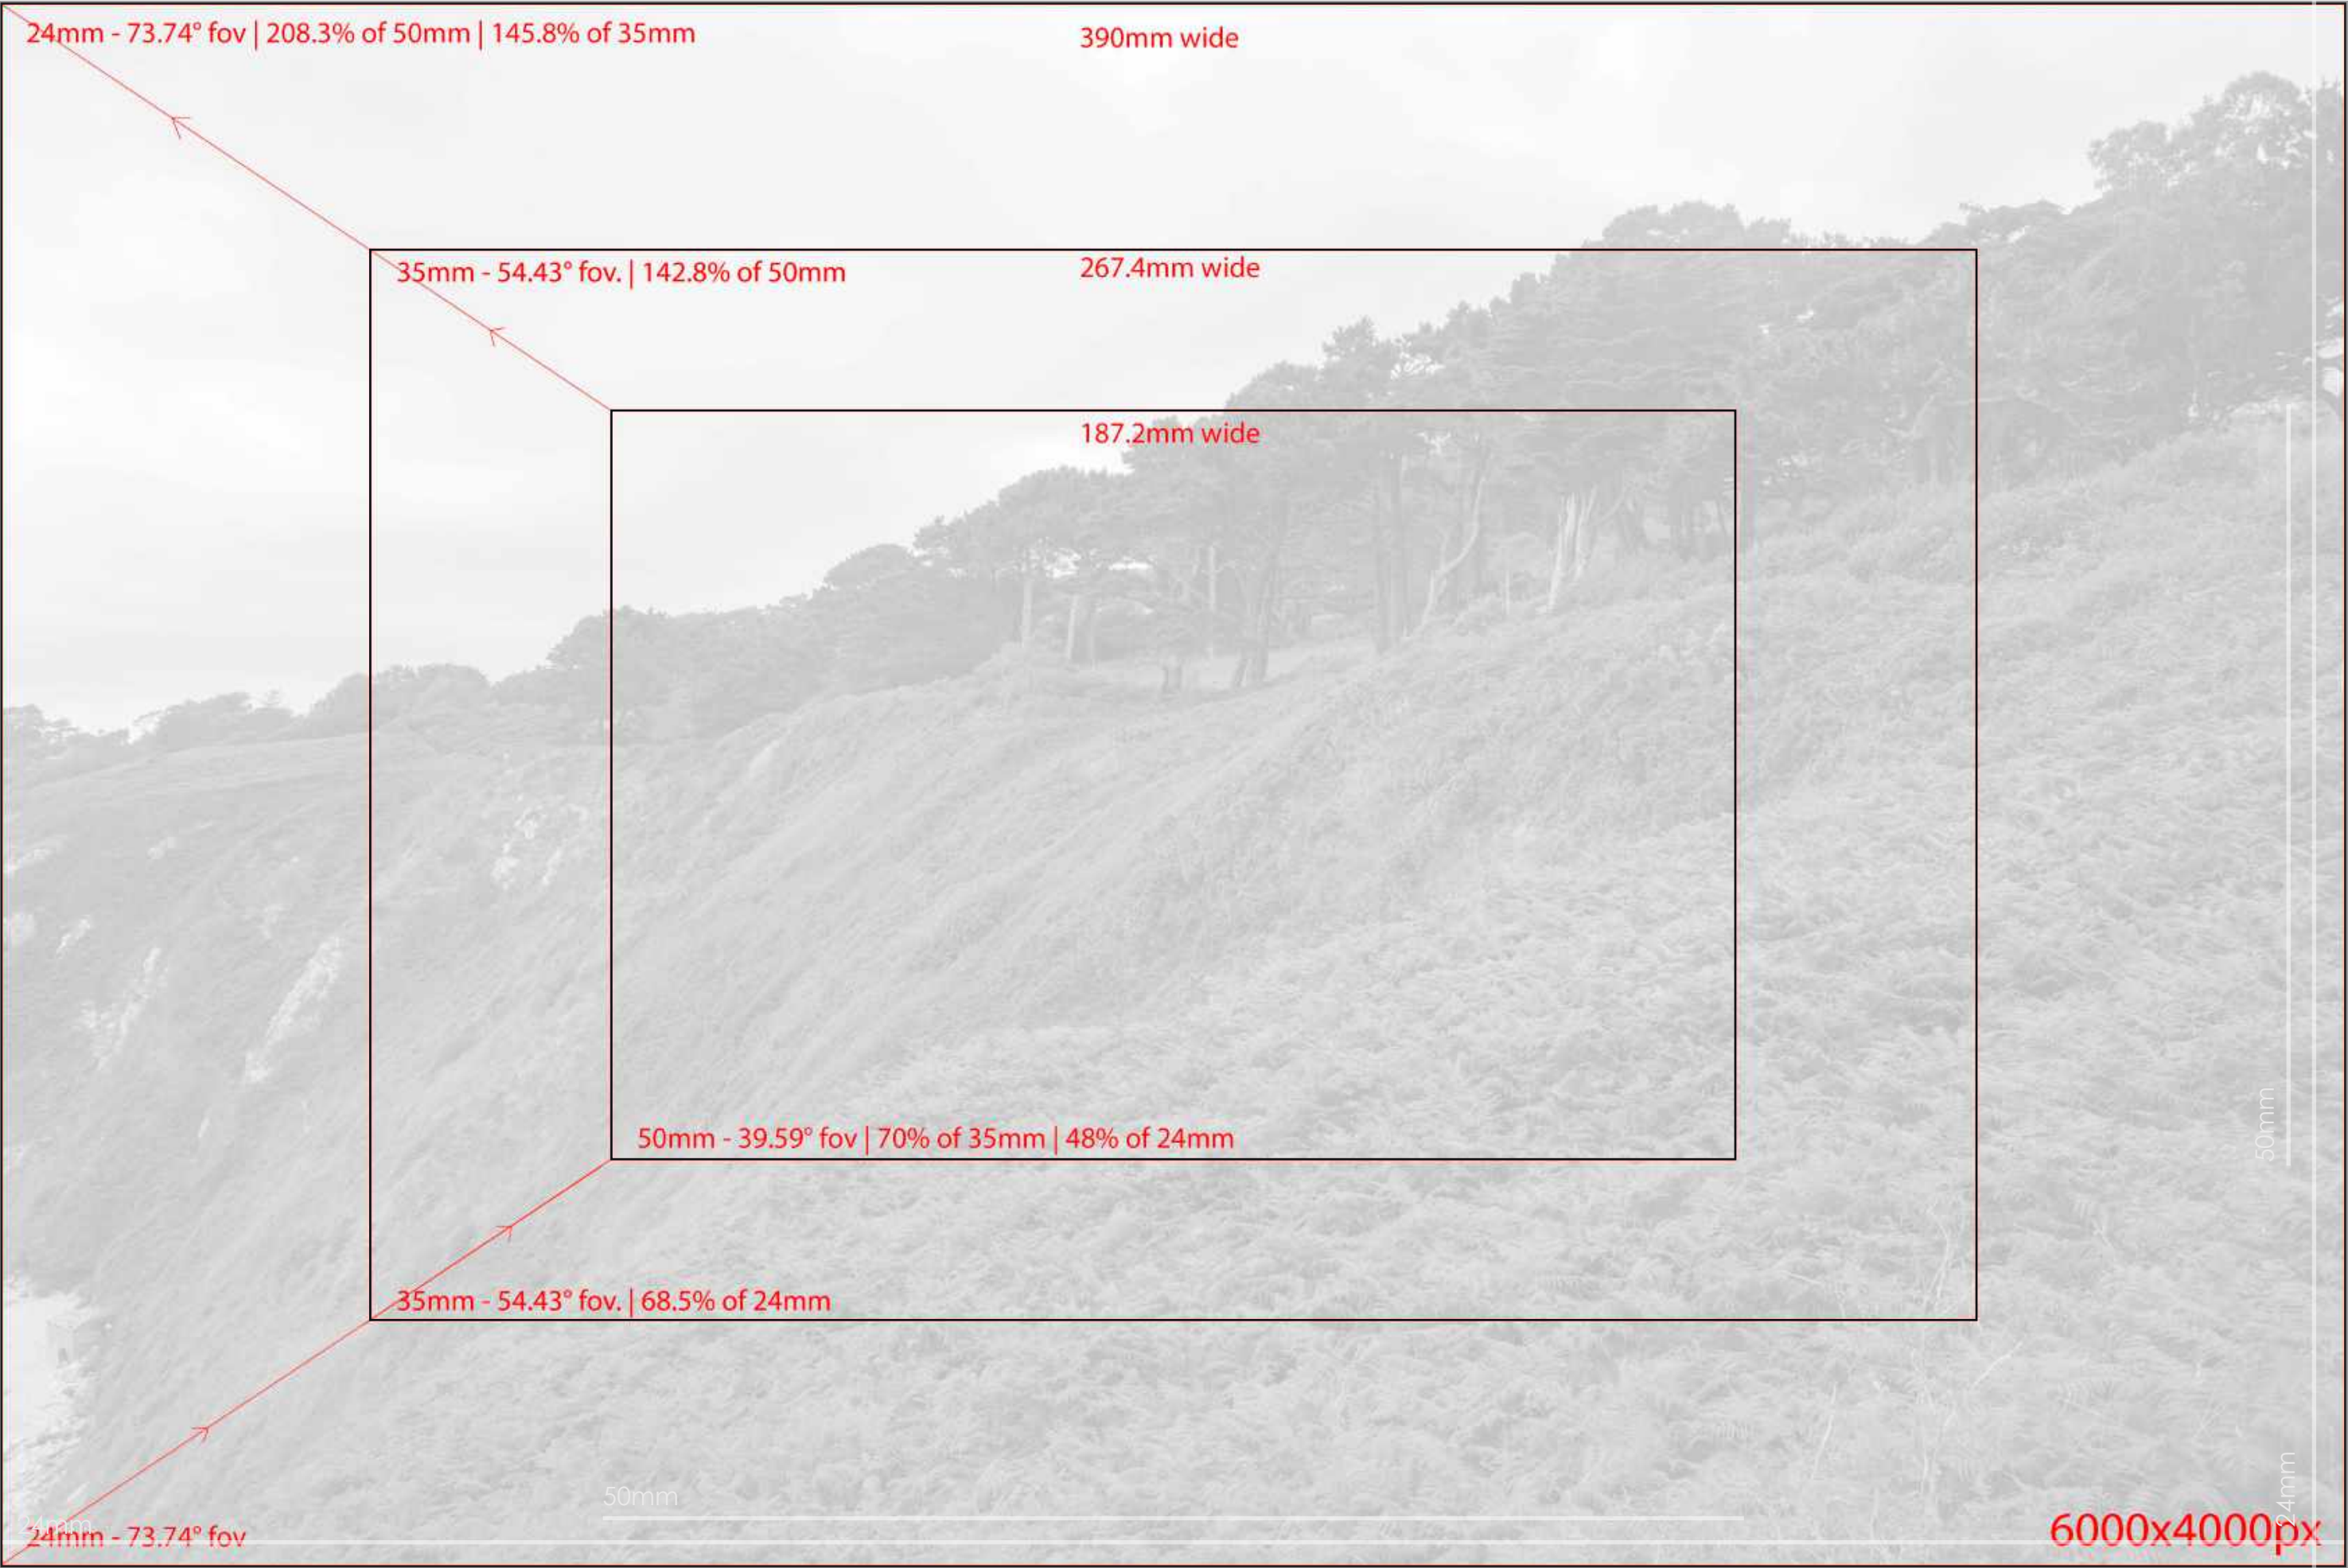 24mm - 73.74° fov | 208.3% of 50mm | 145.8% of 35mm
390mm wide
35mm - 54.43° fov. | 142.8% of 50mm
267.4mm wide
187.2mm wide
50mm - 39.59° fov | 70% of 35mm | 48% of 24mm
50mm
35mm - 54.43° fov. | 68.5% of 24mm
50mm
24mm
24mm
24mm - 73.74° fov
6000x4000px